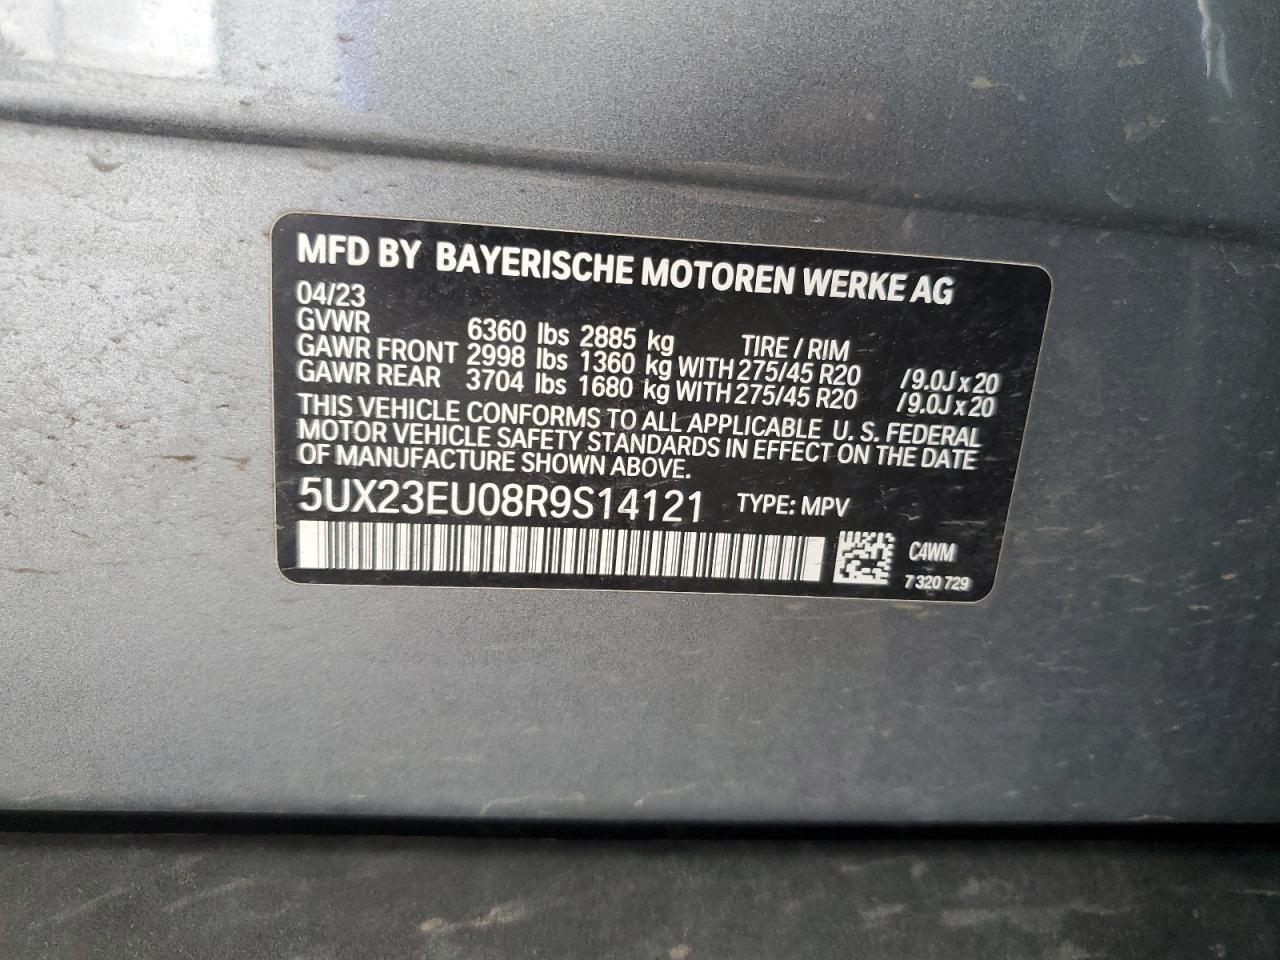 MFD BY BAYERISCHE MOTOREN WERKE AG
04/23
GVWR 6360 lbs 2885 kg TIRE / RIM
GAWR FRONT 2998 lbs 1360 kg WITH 275/45 R20 /9.0J x 20
GAWR REAR 3704 lbs 1680 kg WITH 275/45 R20 /9.0J x 20
THIS VEHICLE CONFORMS TO ALL APPLICABLE U. S. FEDERAL
MOTOR VEHICLE SAFETY STANDARDS IN EFFECT ON THE DATE
OF MANUFACTURE SHOWN ABOVE.
5UX23EU08R9S14121 TYPE: MPV
C4WM
7 320 729